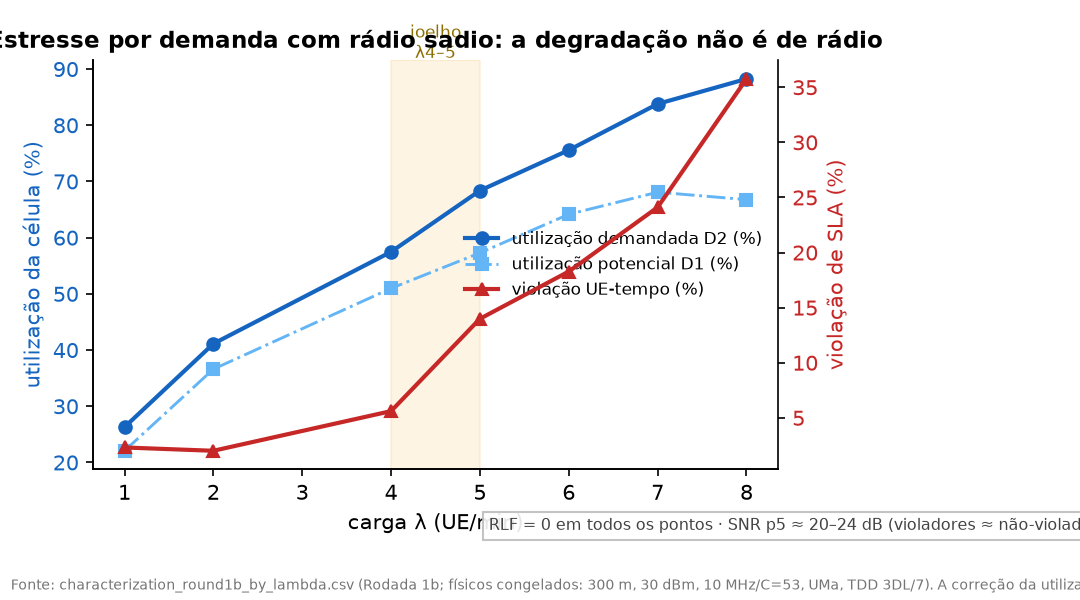 joelho
Estresse por demanda com rádio sadio: a degradação não é de rádio
λ4–5
90
80
70
60
50
40
30
20
utilização da célula (%)
35
30
25
20
15
10
5
violação de SLA (%)
utilização demandada D2 (%)
utilização potencial D1 (%)
violação UE-tempo (%)
1 2 3 4 5 6 7 8
carga λ (UE/
RLF = 0 em todos os pontos · SNR p5 ≈ 20–24 dB (violadores ≈ não-violad
Fonte: characterization_round1b_by_lambda.csv (Rodada 1b; físicos congelados: 300 m, 30 dBm, 10 MHz/C=53, UMa, TDD 3DL/7). A correção da utiliza